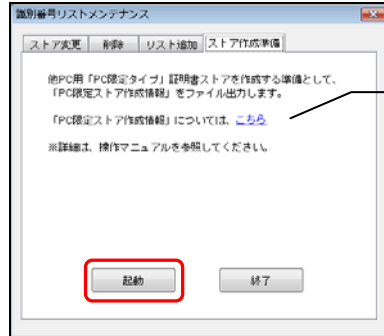 識別番号リストメンテナンス
ストア変更 削除 リスト追加 ストア作成準備
他PC用「PC限定タイプ」証明書ストアを作成する準備として、
「PC限定ストア作成情報」をファイル出力します。
「PC限定ストア作成情報」については、こちら
※詳細は、操作マニュアルを参照してください。
起動 終了